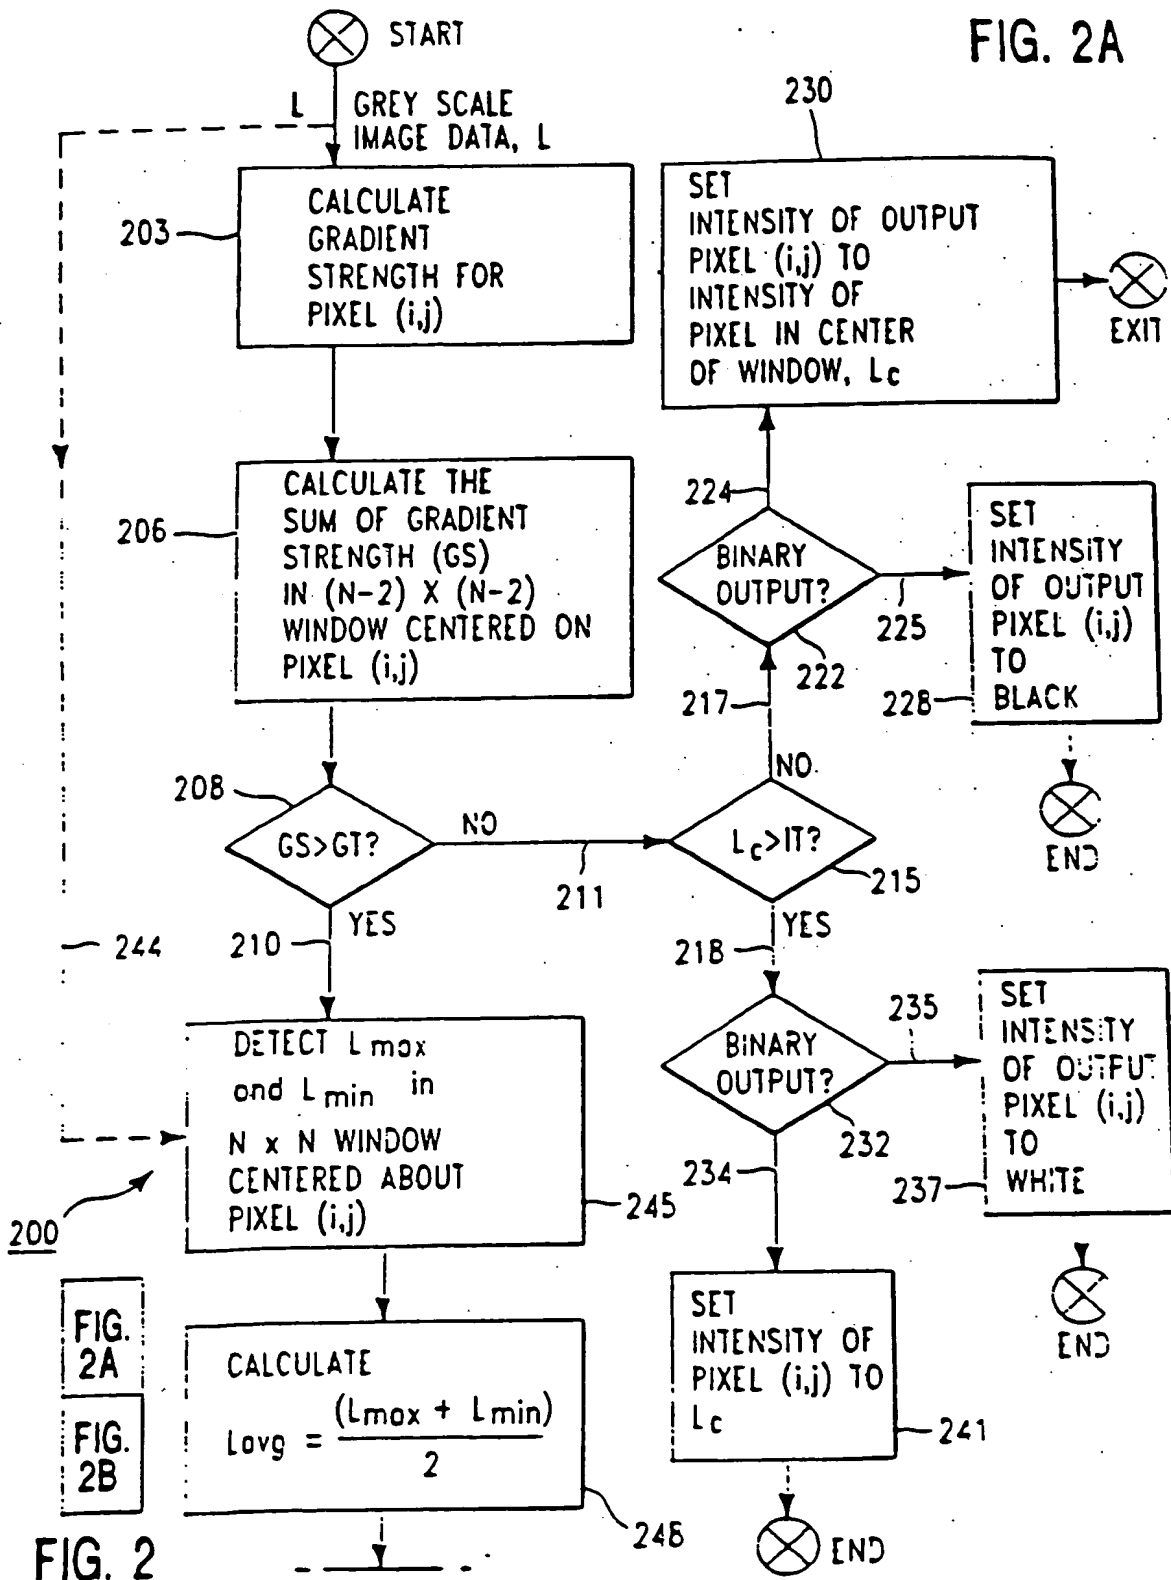 FIG. 2A
START
L
GREY SCALE
IMAGE DATA, L
203
CALCULATE
GRADIENT
STRENGTH FOR
PIXEL (i,j)
206
CALCULATE THE
SUM OF GRADIENT
STRENGTH (GS)
IN (N-2) X (N-2)
WINDOW CENTERED ON
PIXEL (i,j)
208
GS>GT?
NO
211
YES
210
244
DETECT Lmax
and Lmin in
N x N WINDOW
CENTERED ABOUT
PIXEL (i,j)
245
200
CALCULATE
Lavg = (Lmax + Lmin)
2
246
FIG.
2A
FIG.
2B
FIG. 2
230
SET
INTENSITY OF OUTPUT
PIXEL (i,j) TO
INTENSITY OF
PIXEL IN CENTER
OF WINDOW, Lc
EXIT
224
BINARY
OUTPUT?
225
222
217
SET
INTENSITY
OF OUTPUT
PIXEL (i,j)
TO
BLACK
228
END
NO
Lc>IT?
215
YES
218
BINARY
OUTPUT?
235
232
234
SET
INTENSITY
OF OUTPUT
PIXEL (i,j)
TO
WHITE
237
END
SET
INTENSITY OF
PIXEL (i,j) TO
Lc
241
END